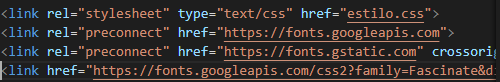 <link rel="stylesheet" type="text/css" href="estilo.css">
<link rel="preconnect" href="https://fonts.googleapis.com">
<link rel="preconnect" href="https://fonts.gstatic.com" crossori
<link href="https://fonts.googleapis.com/css2?family=Fascinate&d